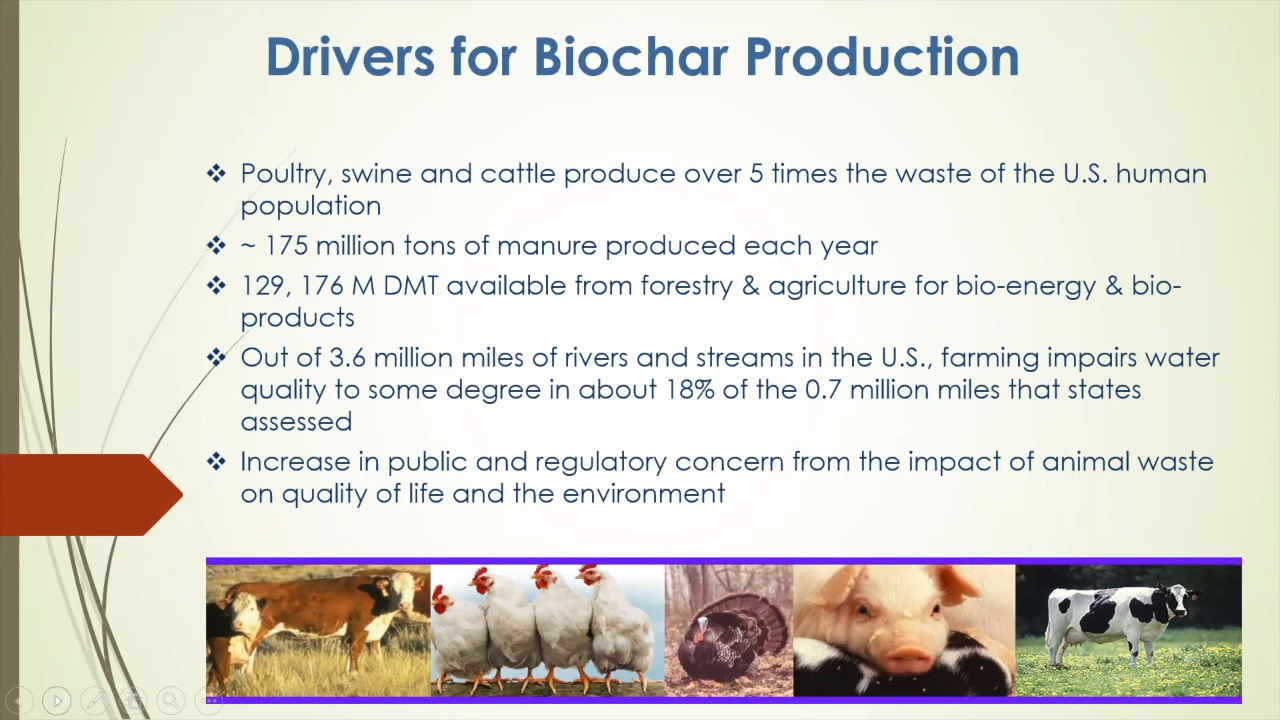 Drivers for Biochar Production
❖ Poultry, swine and cattle produce over 5 times the waste of the U.S. human
population
❖ ~ 175 million tons of manure produced each year
❖ 129, 176 M DMT available from forestry & agriculture for bio-energy & bio-
products
❖ Out of 3.6 million miles of rivers and streams in the U.S., farming impairs water
quality to some degree in about 18% of the 0.7 million miles that states
assessed
❖ Increase in public and regulatory concern from the impact of animal waste
on quality of life and the environment